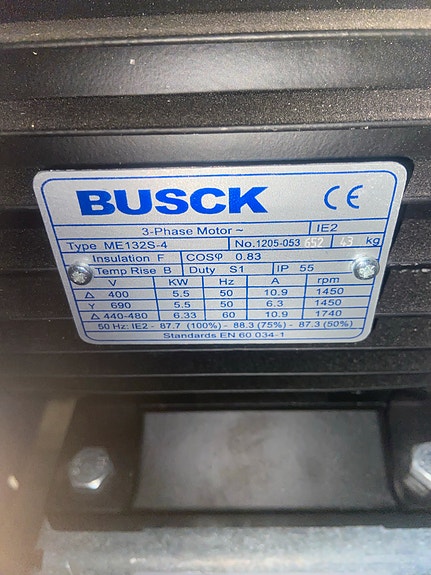 BUSCK CE
3-Phase Motor ~ IE2
Type ME132S-4 No.1205-053 652 43 kg
Insulation F COSφ 0.83
Temp Rise B Duty S1 IP 55
V KW Hz A rpm
Δ 400 5.5 50 10.9 1450
Y 690 5.5 50 6.3 1450
Δ 440-480 6.33 60 10.9 1740
50 Hz: IE2 - 87.7 (100%) - 88.3 (75%) - 87.3 (50%)
Standards EN 60 034-1